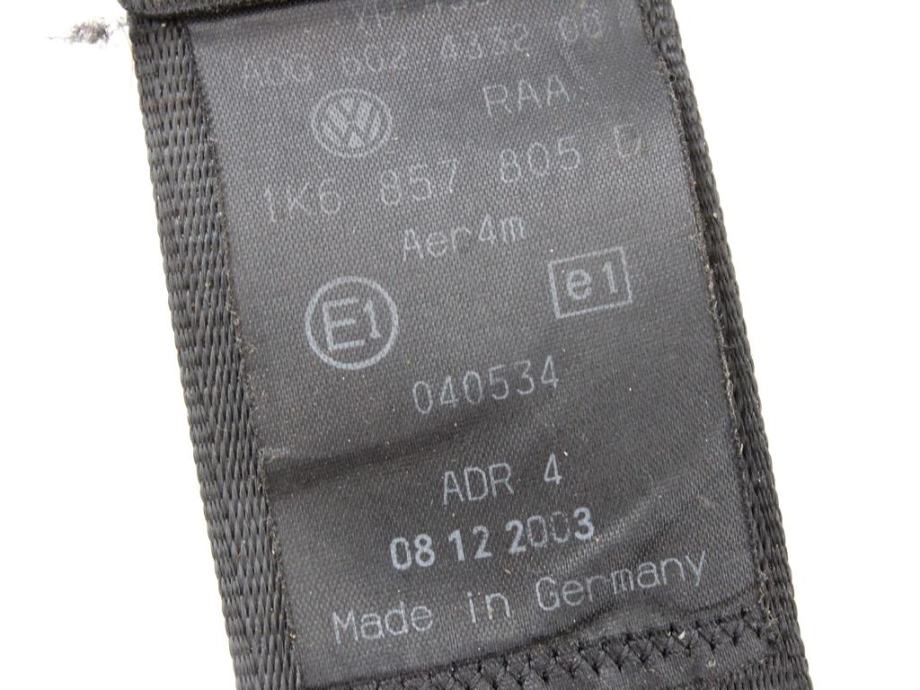 RAA
1K6 857 805 D
Aer4m
E1 e1
040534
ADR 4
08 12 2003
Made in Germany